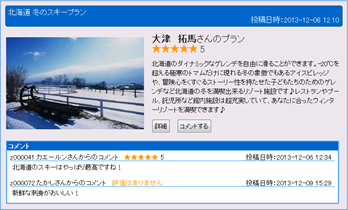 北海道 冬のスキープラン
投稿日時：2013-12-06 12:10
大津　拓馬さんのプラン
★★★★★ 5
北海道のダイナミックなゲレンデを自由に滑ることができます。-20℃を
超える極寒のトマムだけに現れる冬の象徴でもあるアイスビレッジ
や、冒険心をすぐるストーリー性を持たせた子どもたちのためのゲレ
ンデなど北海道の冬を満喫出来るリゾート施設です♪レストランやプー
ル、託児所など館内施設は超充実していて、あなただけに合ったウィンタ
ーリゾートを満喫できます♪
詳細
コメントする
コメント
z000041 カエールンさんからのコメント ★★★★★ 5 投稿日時：2013-12-06 12:34
北海道のスキーはやっぱり最高ですね！
z000072 たかしさんからのコメント 評価はありません 投稿日時：2013-12-09 15:29
新鮮な刺身がおいしい！